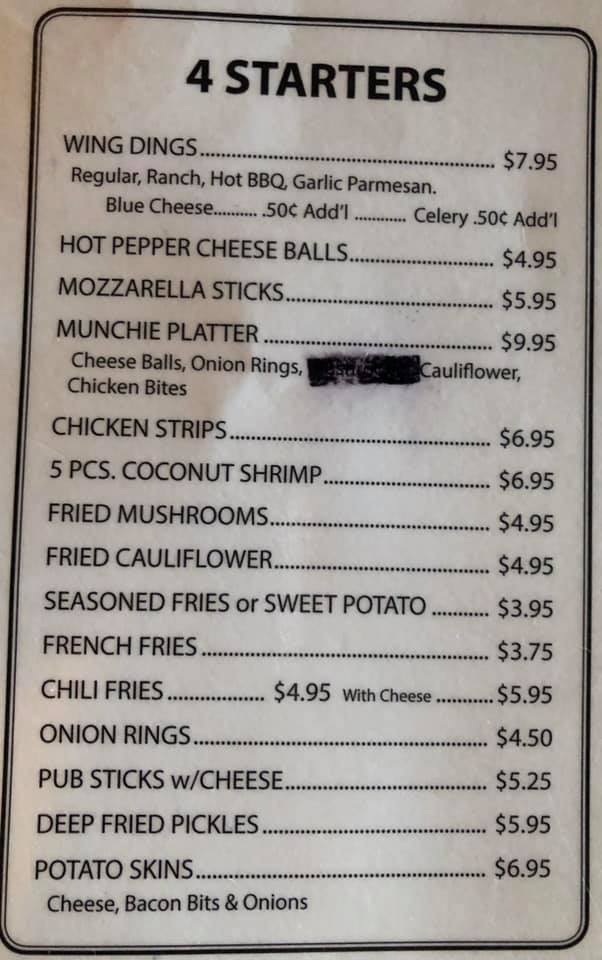 4 STARTERS
WING DINGS................................................ $7.95
Regular, Ranch, Hot BBQ, Garlic Parmesan.
Blue Cheese.......... .50¢ Add'l ............ Celery .50¢ Add'l
HOT PEPPER CHEESE BALLS........................ $4.95
MOZZARELLA STICKS.................................. $5.95
MUNCHIE PLATTER ...................................... $9.95
Cheese Balls, Onion Rings, Cauliflower,
Chicken Bites
CHICKEN STRIPS........................................... $6.95
5 PCS. COCONUT SHRIMP............................ $6.95
FRIED MUSHROOMS..................................... $4.95
FRIED CAULIFLOWER.................................... $4.95
SEASONED FRIES or SWEET POTATO .......... $3.95
FRENCH FRIES ............................................... $3.75
CHILI FRIES ................ $4.95 With Cheese ............ $5.95
ONION RINGS................................................. $4.50
PUB STICKS w/CHEESE.................................. $5.25
DEEP FRIED PICKLES ..................................... $5.95
POTATO SKINS................................................ $6.95
Cheese, Bacon Bits & Onions